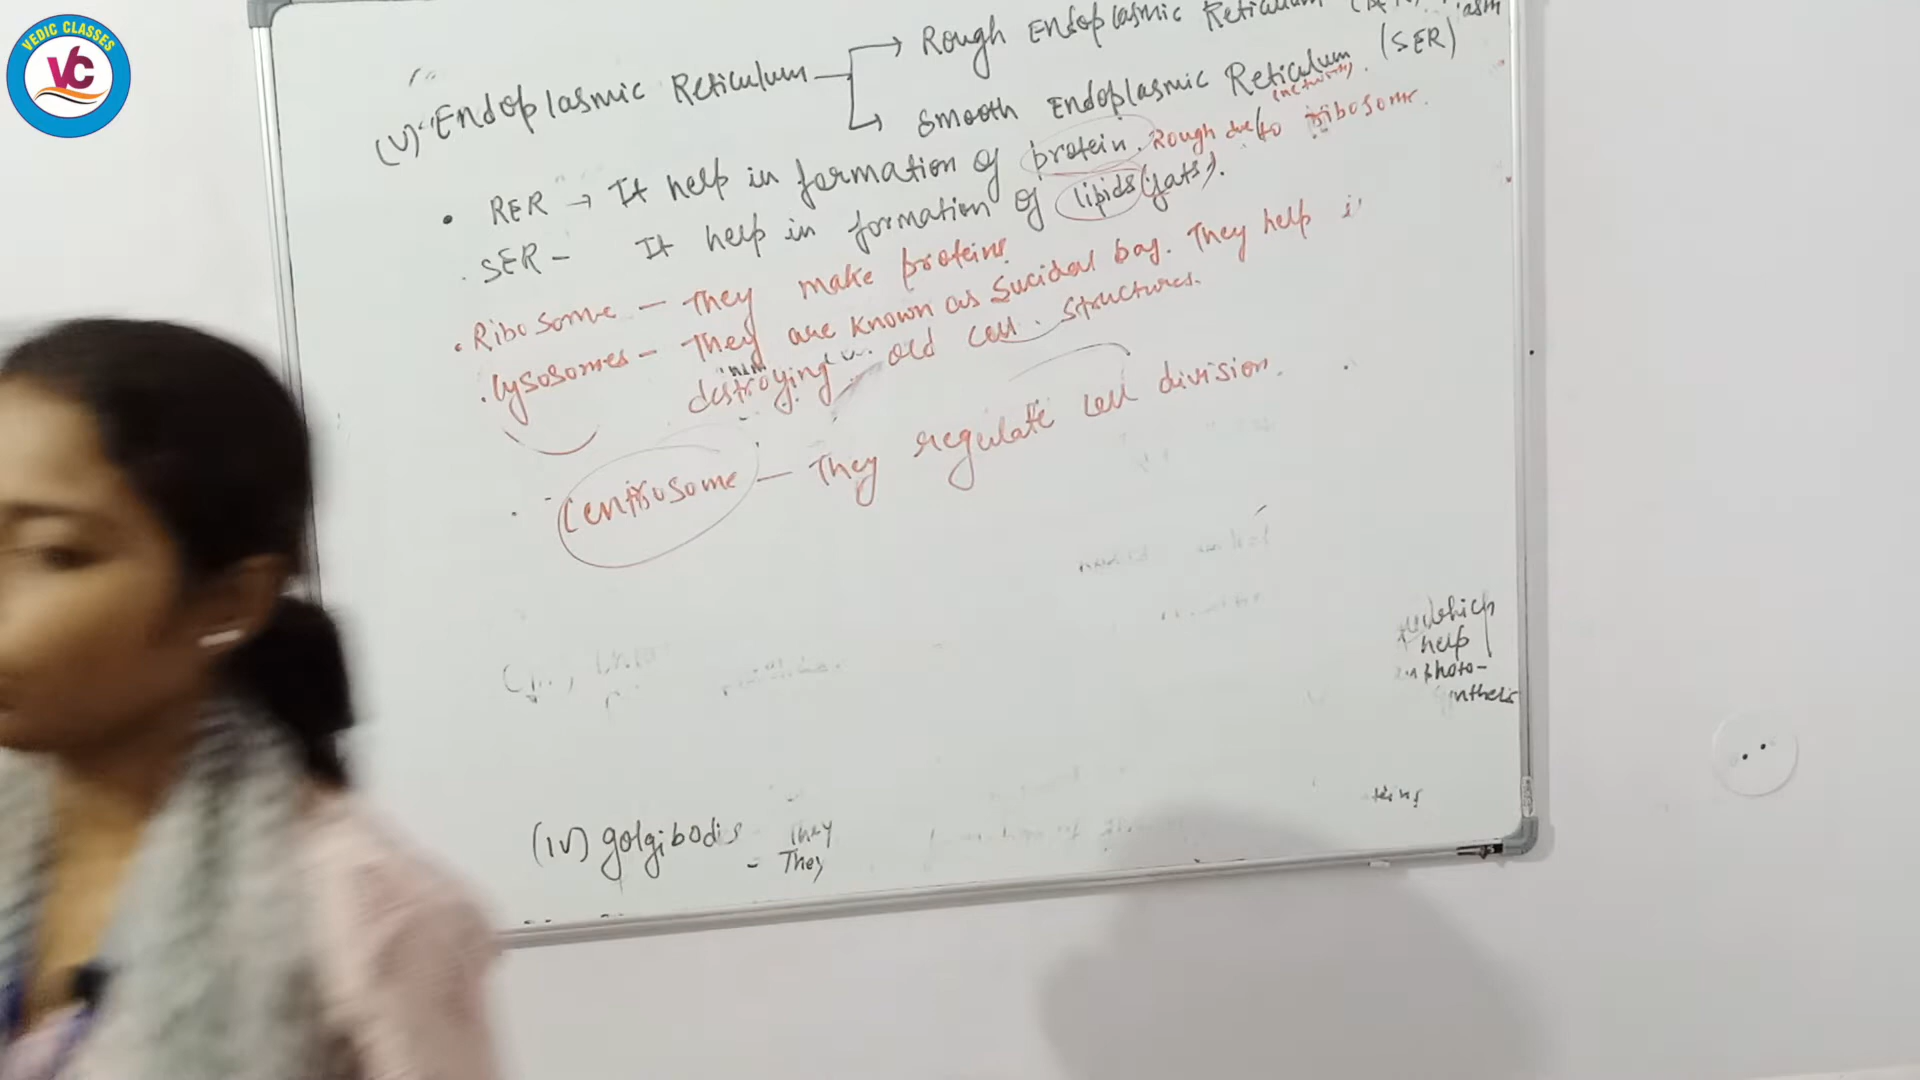 VEDIC CLASSES
VC
Rough Endoplasmic Reticulum
(V) Endoplasmic Reticulum
Smooth Endoplasmic Reticulum (SER)
• RER → It help in formation of protein. Rough due to ribosome.
• SER - It help in formation of lipids (fats).
• Ribosome - They make proteins
• Lysosomes - They are known as Sucidal bag. They help
destroying old cell structures.
• Centrosome - They regulate cell division.
which
help
photo-
(IV) golgibodis - They
- They